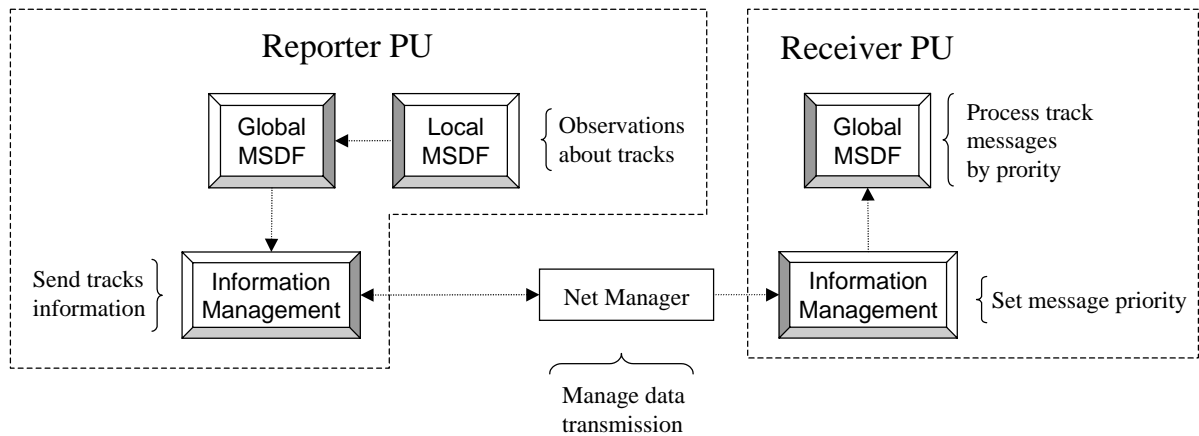 Reporter PU
Global
MSDF
Local
MSDF
Observations
about tracks
Send tracks
information
Information
Management
Net Manager
Manage data
transmission
Receiver PU
Global
MSDF
Process track
messages
by prority
Information
Management
Set message priority